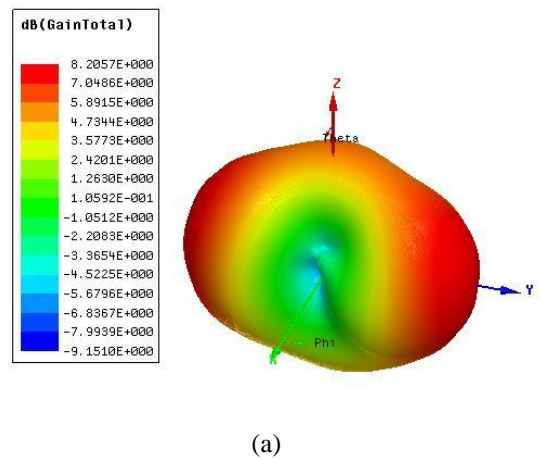 dB(GainTotal)
8.2057E+000
7.0486E+000
5.8915E+000
4.7344E+000
3.5773E+000
2.4201E+000
1.2630E+000
1.0592E-001
-1.0512E+000
-2.2083E+000
-3.3654E+000
-4.5225E+000
-5.6796E+000
-6.8367E+000
-7.9939E+000
-9.1510E+000
Z
Theta
Y
Phi
X
(a)